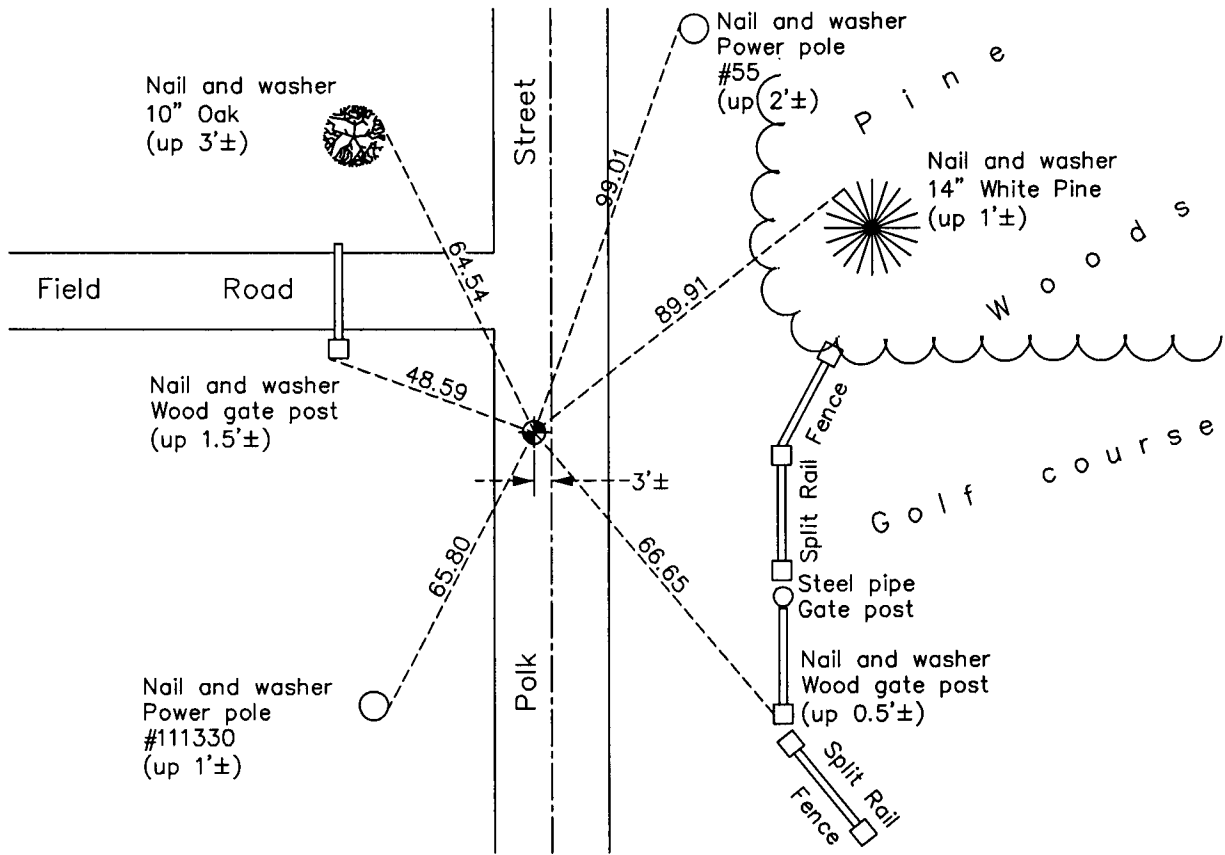 Nail and washer
Power pole
#55
(up 2'±)
Nail and washer
10" Oak
(up 3'±)
Street
Pine
Woods
99.01
Nail and washer
14" White Pine
(up 1'±)
64.54
89.91
Field Road
48.59
Nail and washer
Wood gate post
(up 1.5'±)
Split Rail Fence
Golf course
3'±
65.80
66.65
Steel pipe
Gate post
Polk
Nail and washer
Wood gate post
(up 0.5'±)
Nail and washer
Power pole
#111330
(up 1'±)
Split Rail
Fence